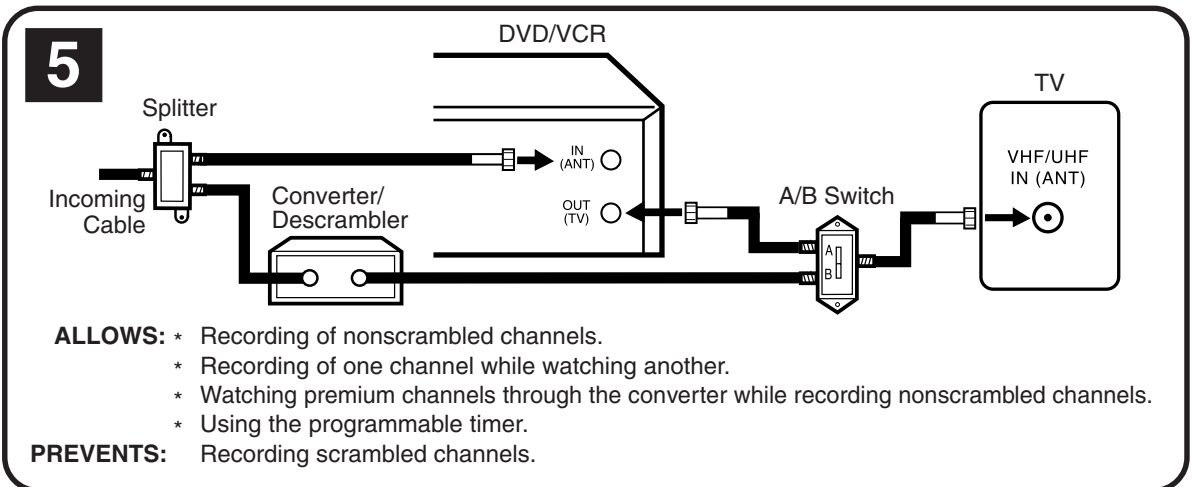 5
DVD/VCR
TV
Splitter
IN
(ANT)
VHF/UHF
IN (ANT)
Incoming
Cable
Converter/
Descrambler
OUT
(TV)
A/B Switch
A
B
ALLOWS: * Recording of nonscrambled channels.
* Recording of one channel while watching another.
* Watching premium channels through the converter while recording nonscrambled channels.
* Using the programmable timer.
PREVENTS: Recording scrambled channels.